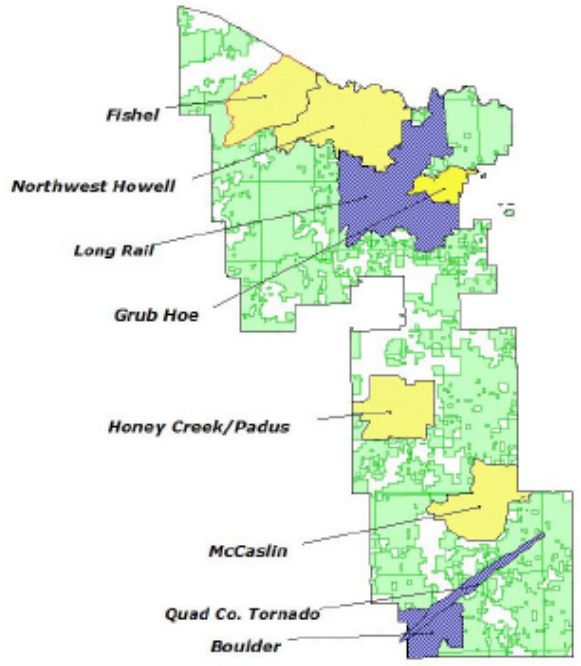 Fishel
Northwest Howell
Long Rail
Grub Hoe
Honey Creek/Padus
McCaslin
Quad Co. Tornado
Boulder